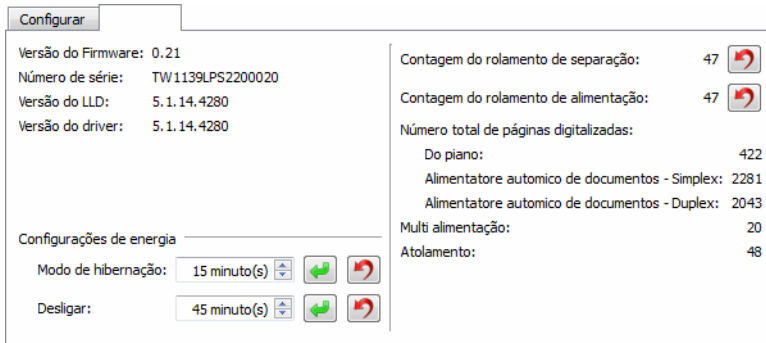 Configurar
Versão do Firmware: 0.21
Número de série: TW1139LPS2200020
Versão do LLD: 5.1.14.4280
Versão do driver: 5.1.14.4280
Configurações de energia
Modo de hibernação: 15 minuto(s)
Desligar: 45 minuto(s)
Contagem do rolamento de separação: 47
Contagem do rolamento de alimentação: 47
Número total de páginas digitalizadas:
Do piano: 422
Alimentatore automico de documentos - Simplex: 2281
Alimentatore automico de documentos - Duplex: 2043
Multi alimentação: 20
Atolamento: 48